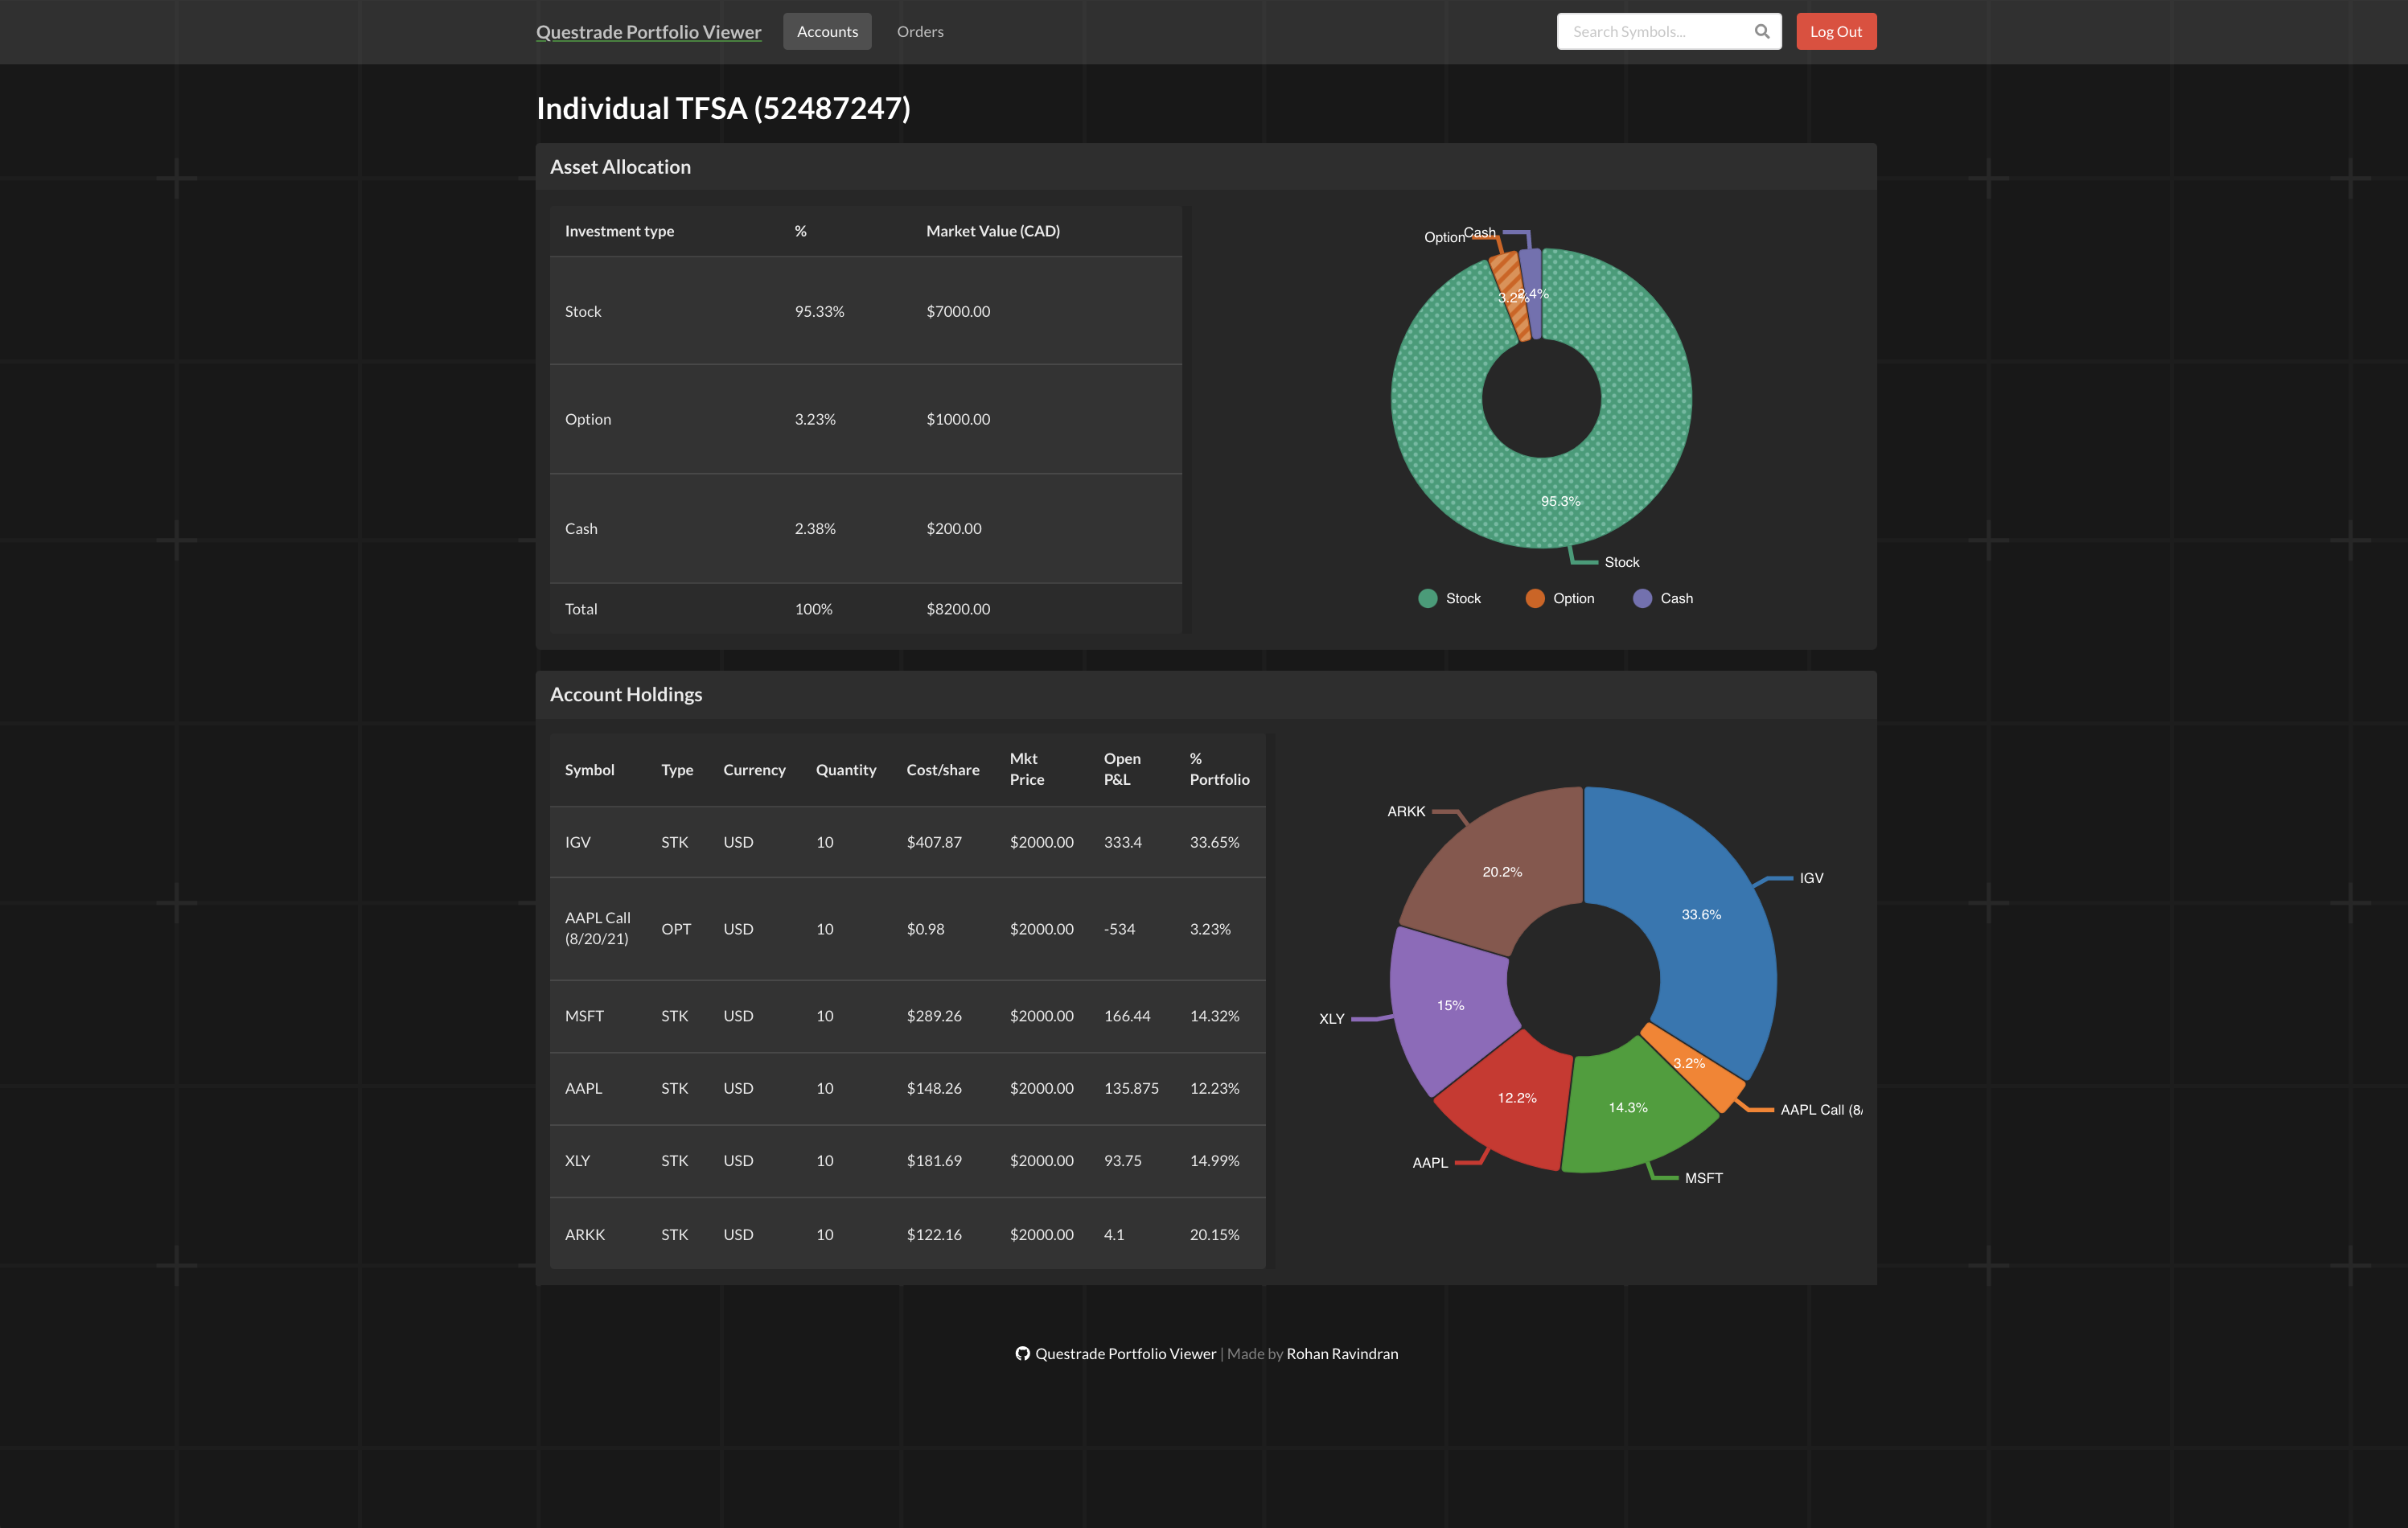 Questrade Portfolio Viewer Accounts Orders Search Symbols... Log Out
Individual TFSA (52487247)
Asset Allocation
Investment type % Market Value (CAD)
Stock 95.33% $7000.00
Option 3.23% $1000.00
Cash 2.38% $200.00
Total 100% $8200.00
Option Cash
3.2% 2.4%
95.3%
Stock
Stock Option Cash
Account Holdings
Symbol Type Currency Quantity Cost/share Mkt Price Open P&L % Portfolio
IGV STK USD 10 $407.87 $2000.00 333.4 33.65%
AAPL Call (8/20/21) OPT USD 10 $0.98 $2000.00 -534 3.23%
MSFT STK USD 10 $289.26 $2000.00 166.44 14.32%
AAPL STK USD 10 $148.26 $2000.00 135.875 12.23%
XLY STK USD 10 $181.69 $2000.00 93.75 14.99%
ARKK STK USD 10 $122.16 $2000.00 4.1 20.15%
ARKK
20.2%
IGV
33.6%
XLY
15%
3.2%
12.2%
14.3%
AAPL Call (8/
AAPL
MSFT
Questrade Portfolio Viewer | Made by Rohan Ravindran